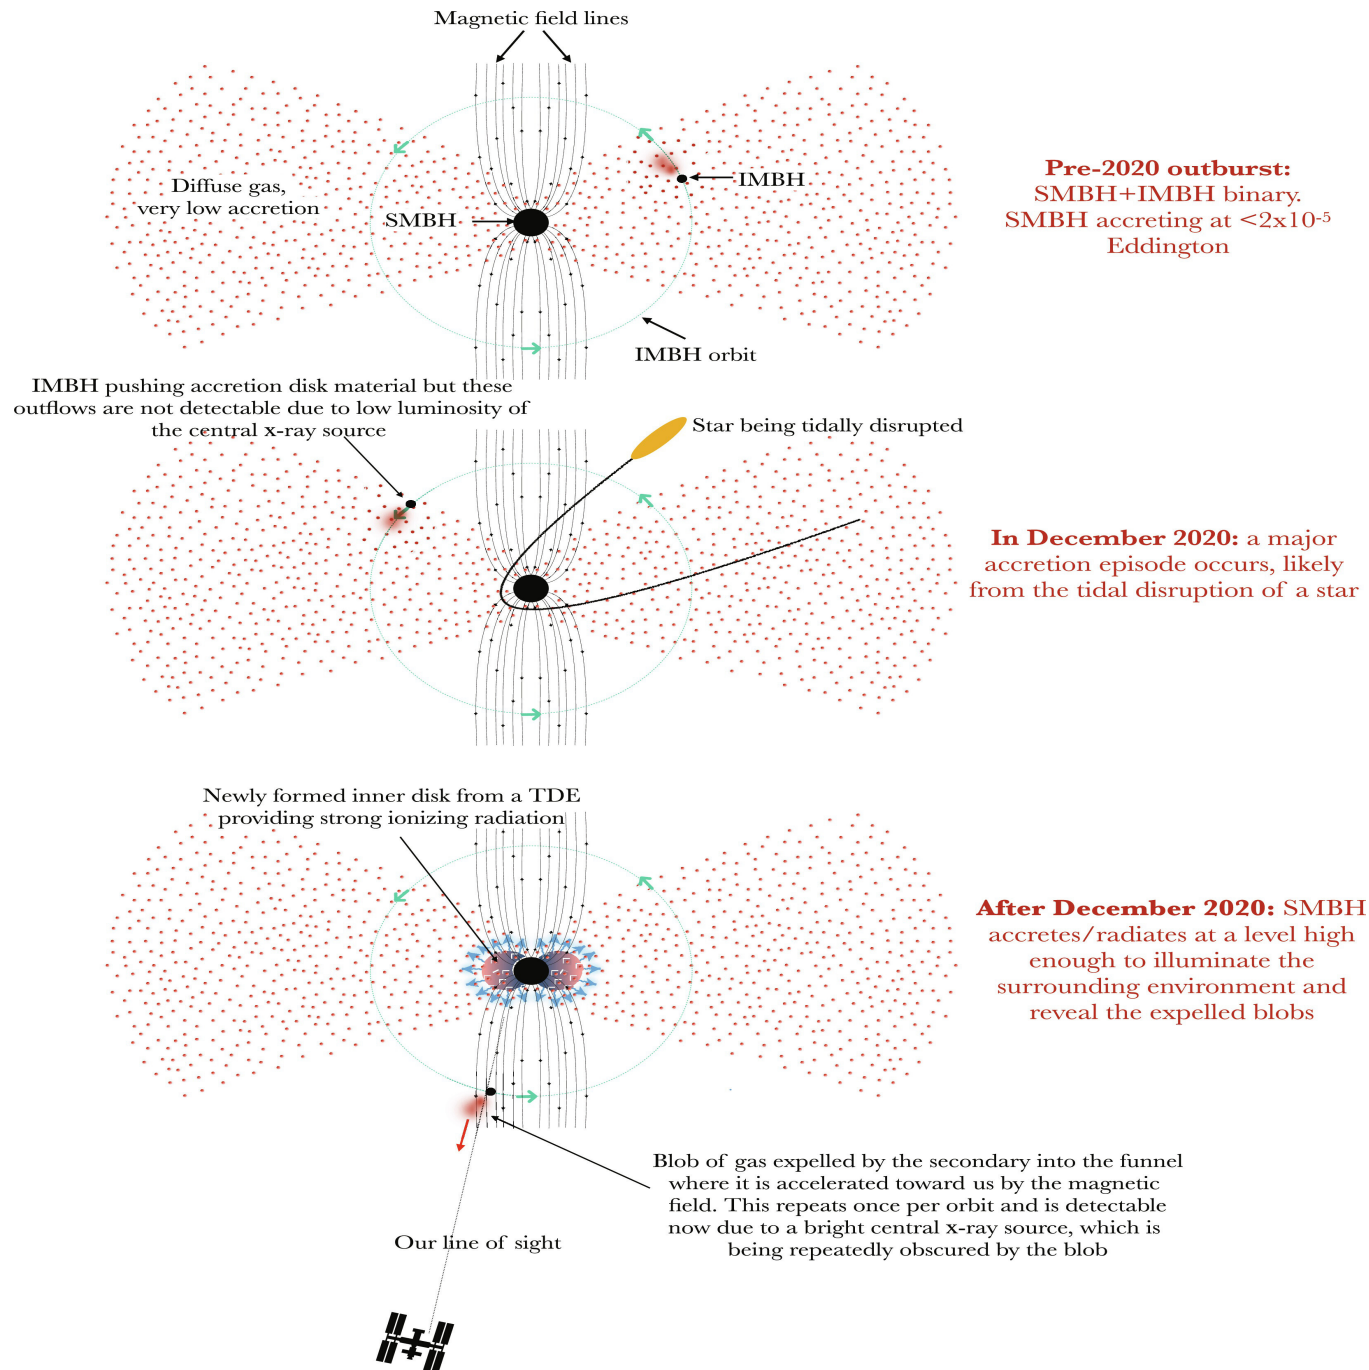 Magnetic field lines
Diffuse gas,
very low accretion
SMBH
IMBH
IMBH orbit
Pre-2020 outburst:
SMBH+IMBH binary.
SMBH accreting at <2x10⁻⁵
Eddington
IMBH pushing accretion disk material but these
outflows are not detectable due to low luminosity of
the central x-ray source
Star being tidally disrupted
In December 2020: a major
accretion episode occurs, likely
from the tidal disruption of a star
Newly formed inner disk from a TDE
providing strong ionizing radiation
After December 2020: SMBH
accretes/radiates at a level high
enough to illuminate the
surrounding environment and
reveal the expelled blobs
Blob of gas expelled by the secondary into the funnel
where it is accelerated toward us by the magnetic
field. This repeats once per orbit and is detectable
now due to a bright central x-ray source, which is
being repeatedly obscured by the blob
Our line of sight